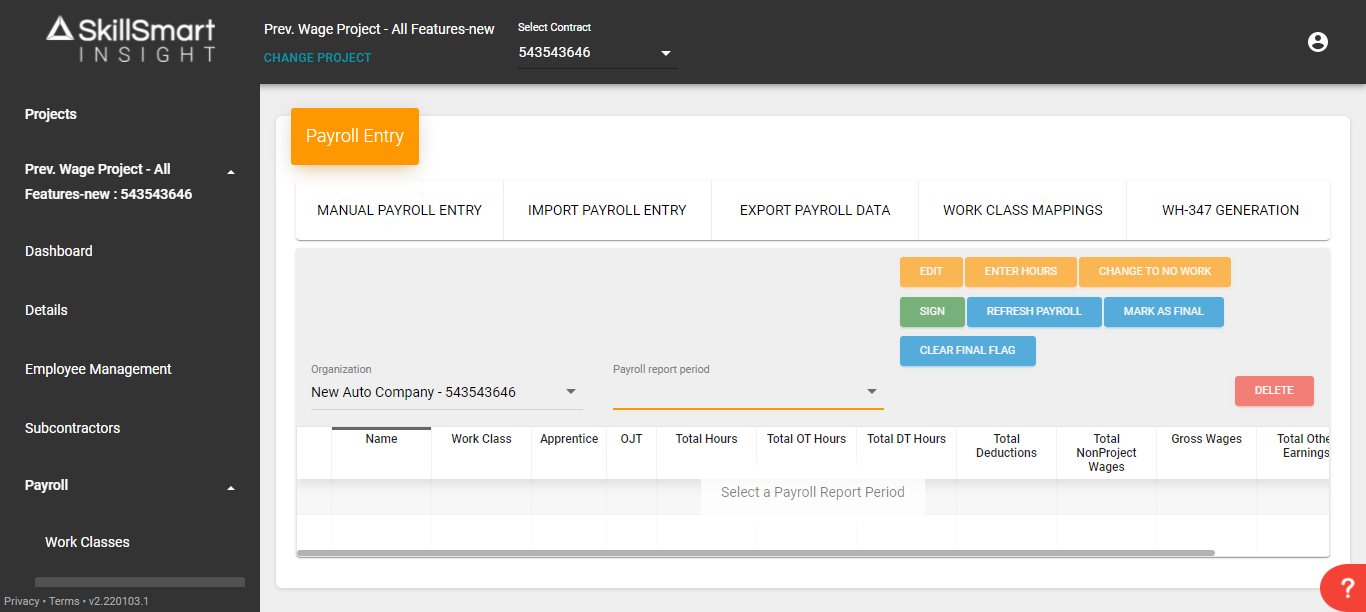 SkillSmart
INSIGHT
Prev. Wage Project - All Features-new
CHANGE PROJECT
Select Contract
543543646
Projects
Prev. Wage Project - All
Features-new : 543543646
Dashboard
Details
Employee Management
Subcontractors
Payroll
Work Classes
Privacy • Terms • v2.220103.1
Payroll Entry
MANUAL PAYROLL ENTRY
IMPORT PAYROLL ENTRY
EXPORT PAYROLL DATA
WORK CLASS MAPPINGS
WH-347 GENERATION
EDIT
ENTER HOURS
CHANGE TO NO WORK
SIGN
REFRESH PAYROLL
MARK AS FINAL
CLEAR FINAL FLAG
Organization
New Auto Company - 543543646
Payroll report period
DELETE
Name
Work Class
Apprentice
OJT
Total Hours
Total OT Hours
Total DT Hours
Total
Deductions
Total
NonProject
Wages
Gross Wages
Total Othe
Earnings
Select a Payroll Report Period
?